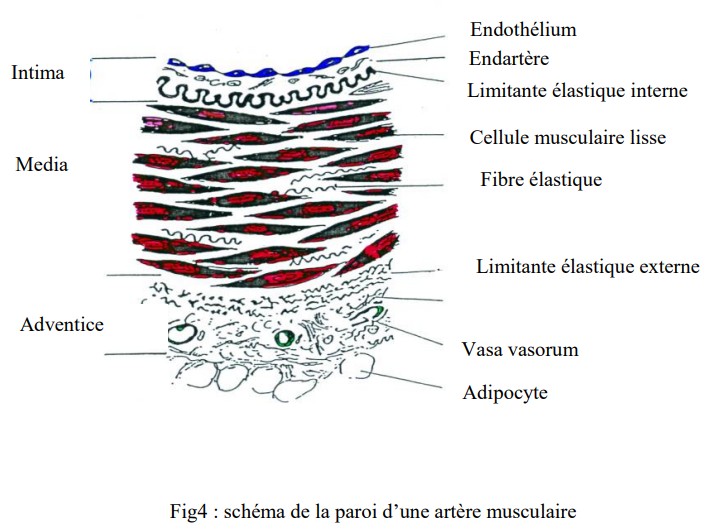 Endothélium
Endartère
Intima
Limitante élastique interne
Cellule musculaire lisse
Media
Fibre élastique
Limitante élastique externe
Adventice
Vasa vasorum
Adipocyte
Fig4 : schéma de la paroi d’une artère musculaire